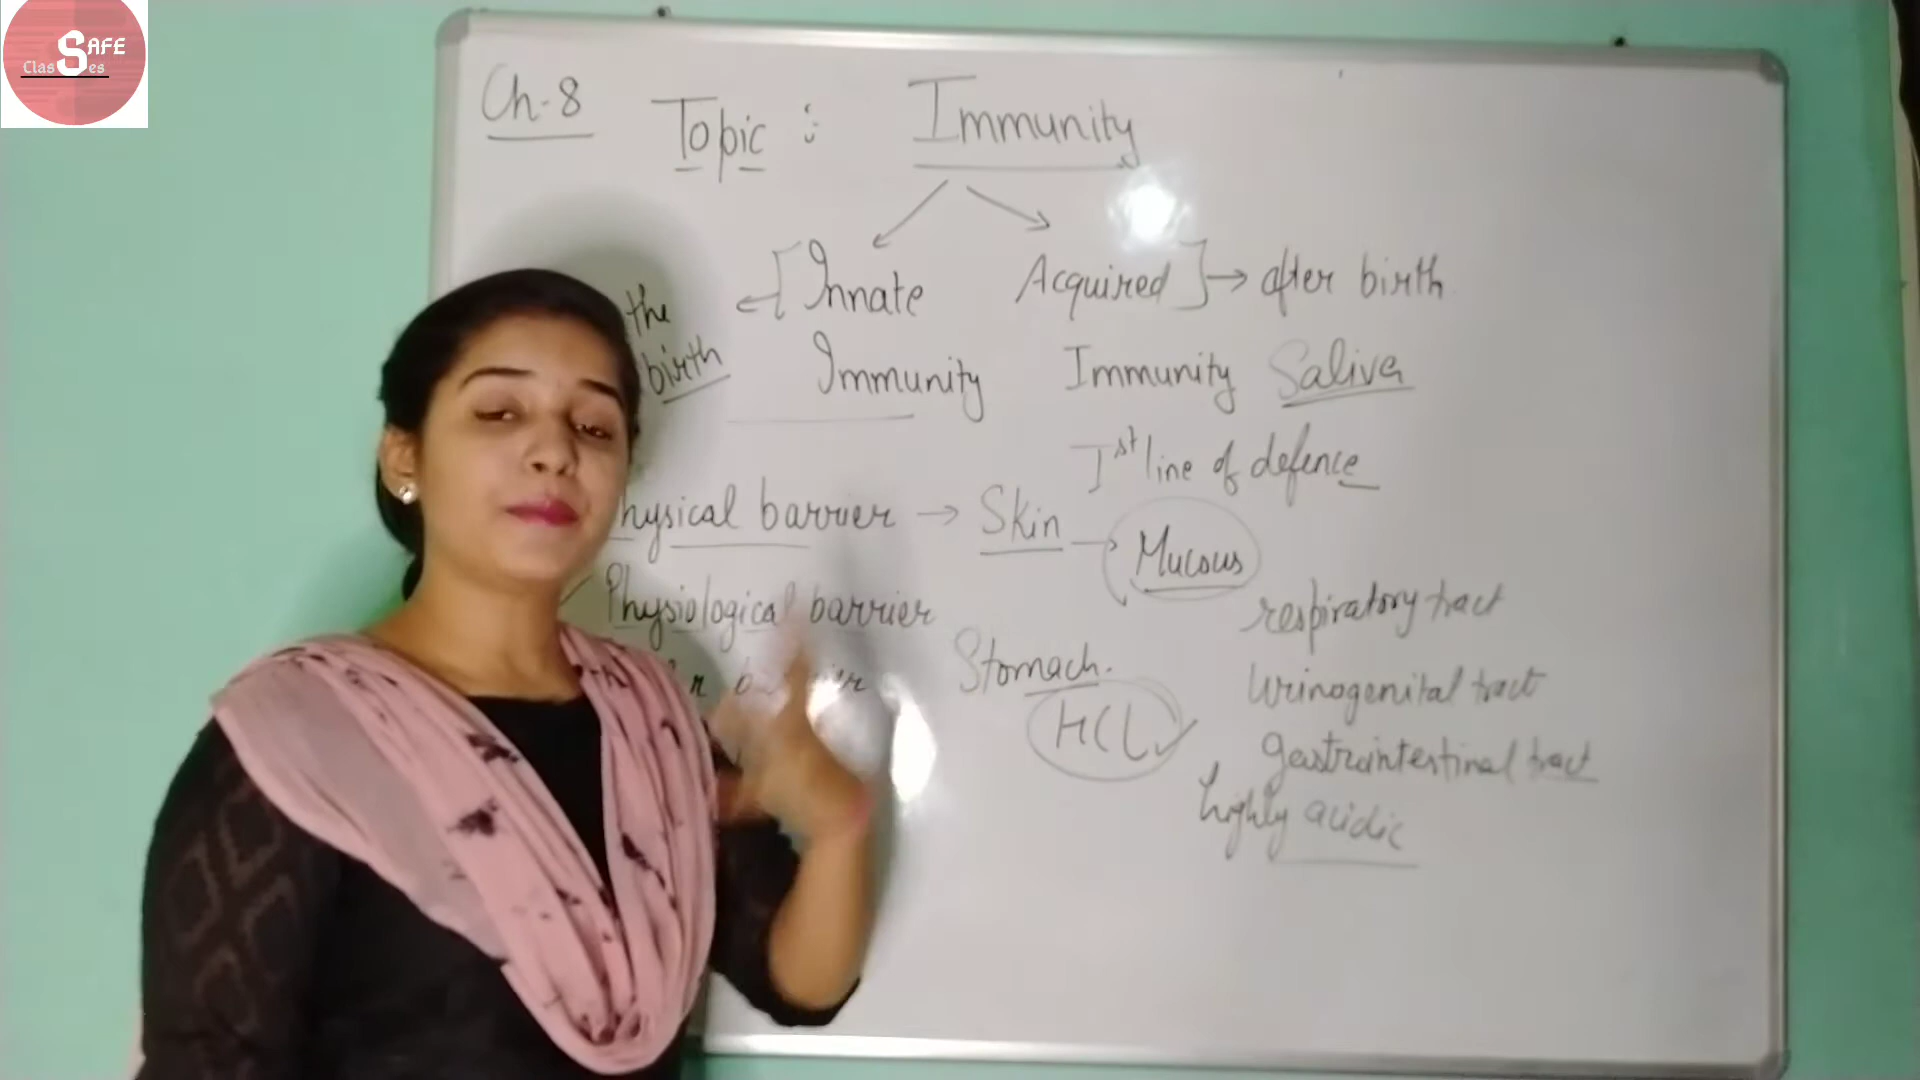 SAFE
Classes
Ch-8
Topic : Immunity
the birth
Innate Immunity
Acquired Immunity
after birth
Saliva
Ist line of defence
hysical barrier → Skin → Mucous
Physiological barrier
respiratory tract
Stomach.
Urinogenital tract
HCL
gastrointestinal tract
highly acidic